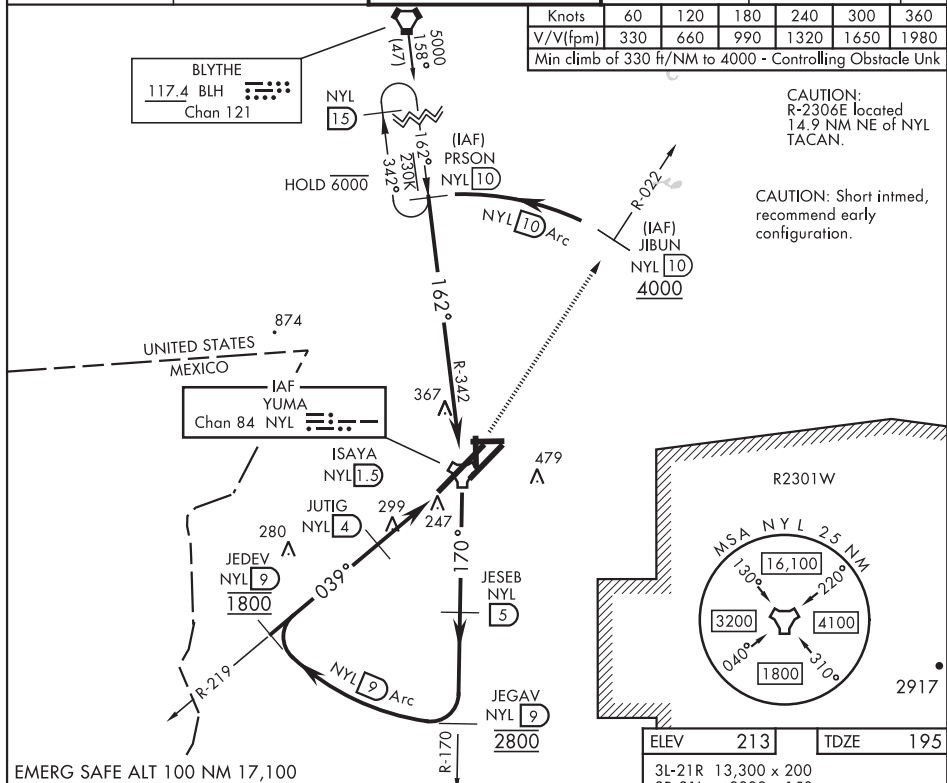 Knots 60 120 180 240 300 360
V/V(fpm) 330 660 990 1320 1650 1980
Min climb of 330 ft/NM to 4000 - Controlling Obstacle Unk
5000
158°
(47)
BLYTHE
117.4 BLH
Chan 121
NYL
15
CAUTION:
R-2306E located
14.9 NM NE of NYL
TACAN.
(IAF)
PRSON
NYL 10
162°
230K
342°
HOLD 6000
R-022
CAUTION: Short intmed,
recommend early
configuration.
NYL 10 Arc
(IAF)
JIBUN
NYL 10
4000
162°
874
UNITED STATES
MEXICO
R-342
IAF
YUMA
Chan 84 NYL
367
ISAYA
NYL 1.5
479
R2301W
JUTIG
NYL 4
299
247
MSA NYL 25 NM
280
JEDEV
NYL 9
1800
039°
170°
JESEB
NYL
5
130°
16,100
220°
3200
4100
040°
1800
310°
R-219
NYL 9 Arc
JEGAV
NYL 9
2800
2917
R-170
ELEV 213 TDZE 195
EMERG SAFE ALT 100 NM 17,100
3L-21R 13,300 x 200